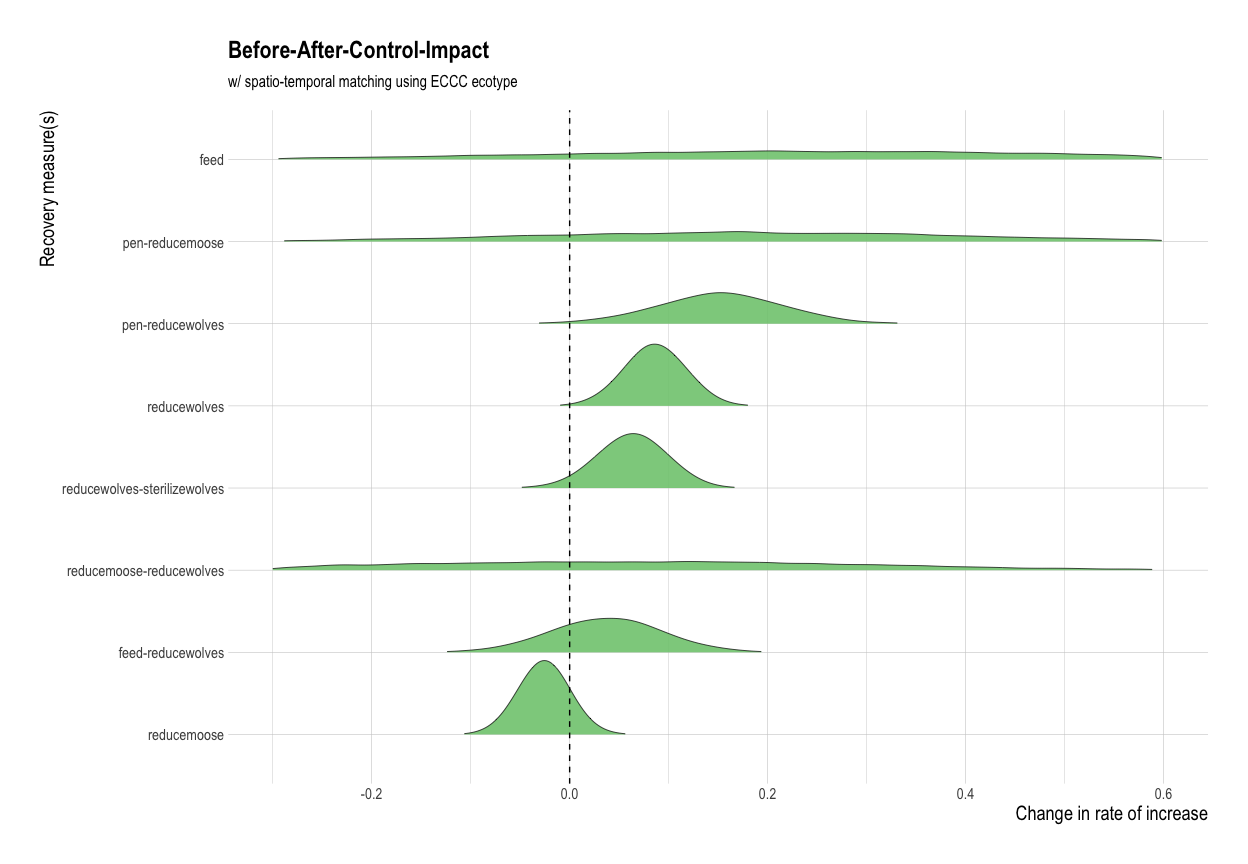 Before-After-Control-Impact
w/ spatio-temporal matching using ECCC ecotype
Recovery measure(s)
feed
pen-reducemoose
pen-reducewolves
reducewolves
reducewolves-sterilizewolves
reducemoose-reducewolves
feed-reducewolves
reducemoose
-0.2 0.0 0.2 0.4 0.6
Change in rate of increase